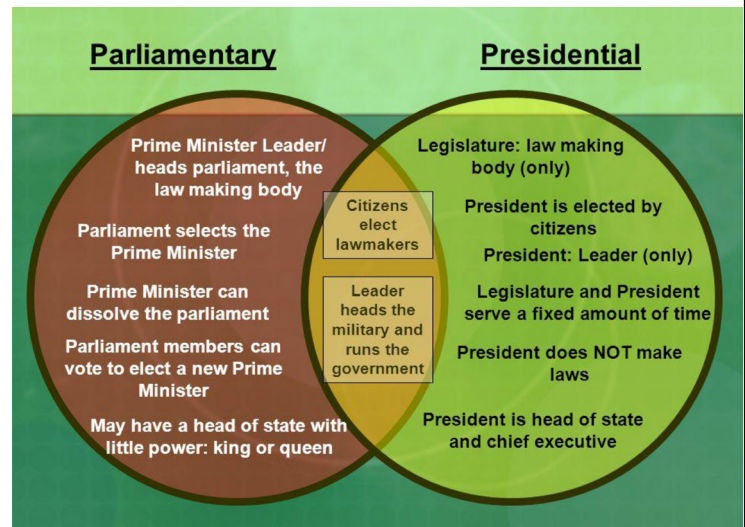 Parliamentary
Prime Minister Leader/
heads parliament, the
law making body
Parliament selects the
Prime Minister
Prime Minister can
dissolve the parliament
Parliament members can
vote to elect a new Prime
Minister
May have a head of state with
little power: king or queen
Citizens
elect
lawmakers
Leader
heads the
military and
runs the
government
Presidential
Legislature: law making
body (only)
President is elected by
citizens
President: Leader (only)
Legislature and President
serve a fixed amount of time
President does NOT make
laws
President is head of state
and chief executive